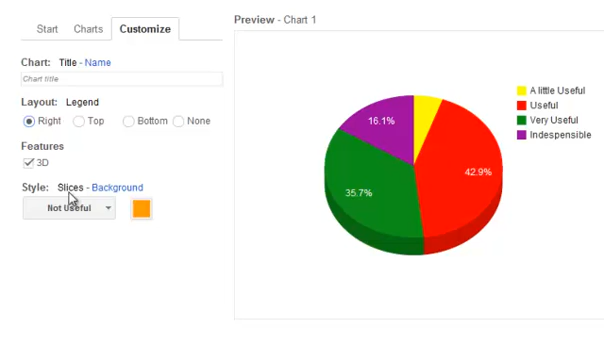 Start Charts Customize
Preview - Chart 1
Chart: Title - Name
Chart title
Layout: Legend
Right Top Bottom None
Features
3D
Style: Slices - Background
Not Useful
16.1%
42.9%
35.7%
A little Useful
Useful
Very Useful
Indespensible